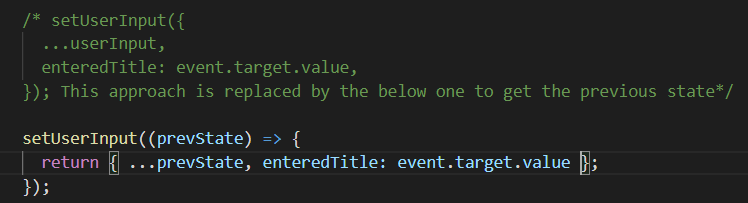 /* setUserInput({
...userInput,
enteredTitle: event.target.value,
}); This approach is replaced by the below one to get the previous state*/
setUserInput((prevState) => {
return { ...prevState, enteredTitle: event.target.value };
});